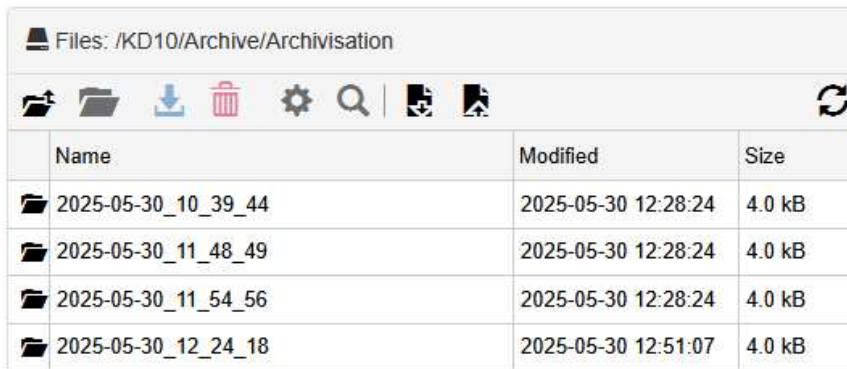 Files: /KD10/Archive/Archivisation
Name Modified Size
2025-05-30_10_39_44 2025-05-30 12:28:24 4.0 kB
2025-05-30_11_48_49 2025-05-30 12:28:24 4.0 kB
2025-05-30_11_54_56 2025-05-30 12:28:24 4.0 kB
2025-05-30_12_24_18 2025-05-30 12:51:07 4.0 kB